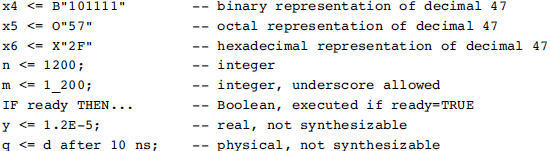 x4 <= B"101111" -- binary representation of decimal 47
x5 <= O"57" -- octal representation of decimal 47
x6 <= X"2F" -- hexadecimal representation of decimal 47
n <= 1200; -- integer
m <= 1_200; -- integer, underscore allowed
IF ready THEN... -- Boolean, executed if ready=TRUE
y <= 1.2E-5; -- real, not synthesizable
q <= d after 10 ns; -- physical, not synthesizable